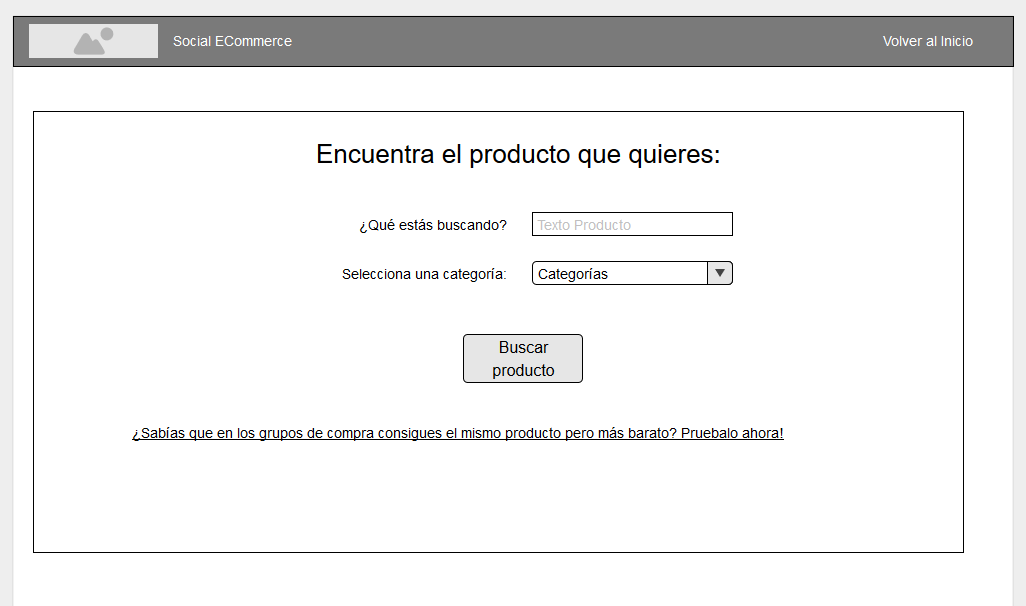 Social ECommerce
Volver al Inicio
Encuentra el producto que quieres:
¿Qué estás buscando?
Texto Producto
Selecciona una categoría:
Categorías
Buscar
producto
¿Sabías que en los grupos de compra consigues el mismo producto pero más barato? Pruebalo ahora!